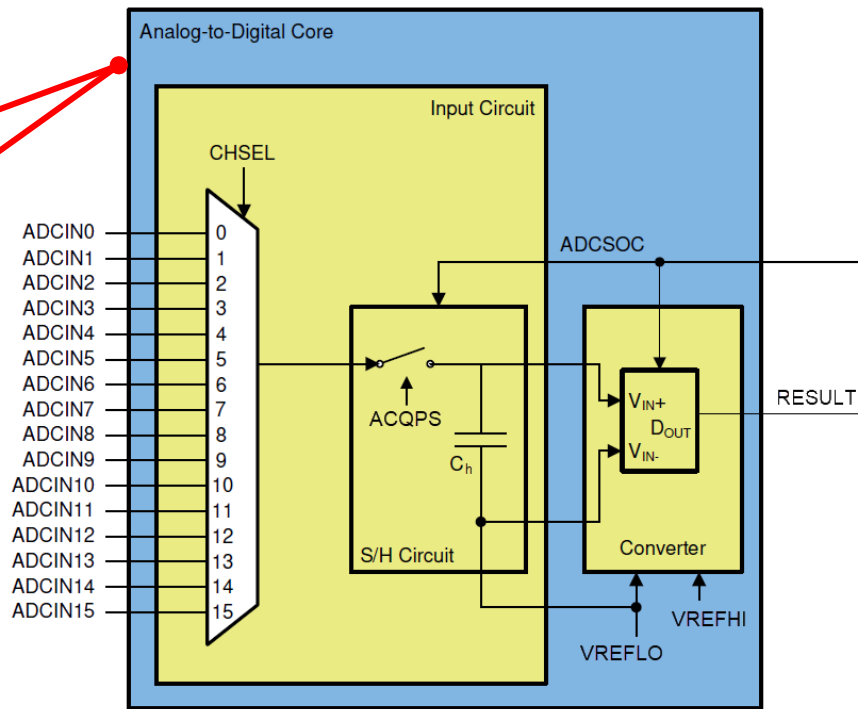 Analog-to-Digital Core
Input Circuit
CHSEL
ADCIN0 0
ADCIN1 1
ADCIN2 2
ADCIN3 3
ADCIN4 4
ADCIN5 5
ADCIN6 6
ADCIN7 7
ADCIN8 8
ADCIN9 9
ADCIN10 10
ADCIN11 11
ADCIN12 12
ADCIN13 13
ADCIN14 14
ADCIN15 15
ADCSOC
ACQPS
Ch
S/H Circuit
VIN+
DOUT
VIN-
Converter
RESULT
VREFHI
VREFLO